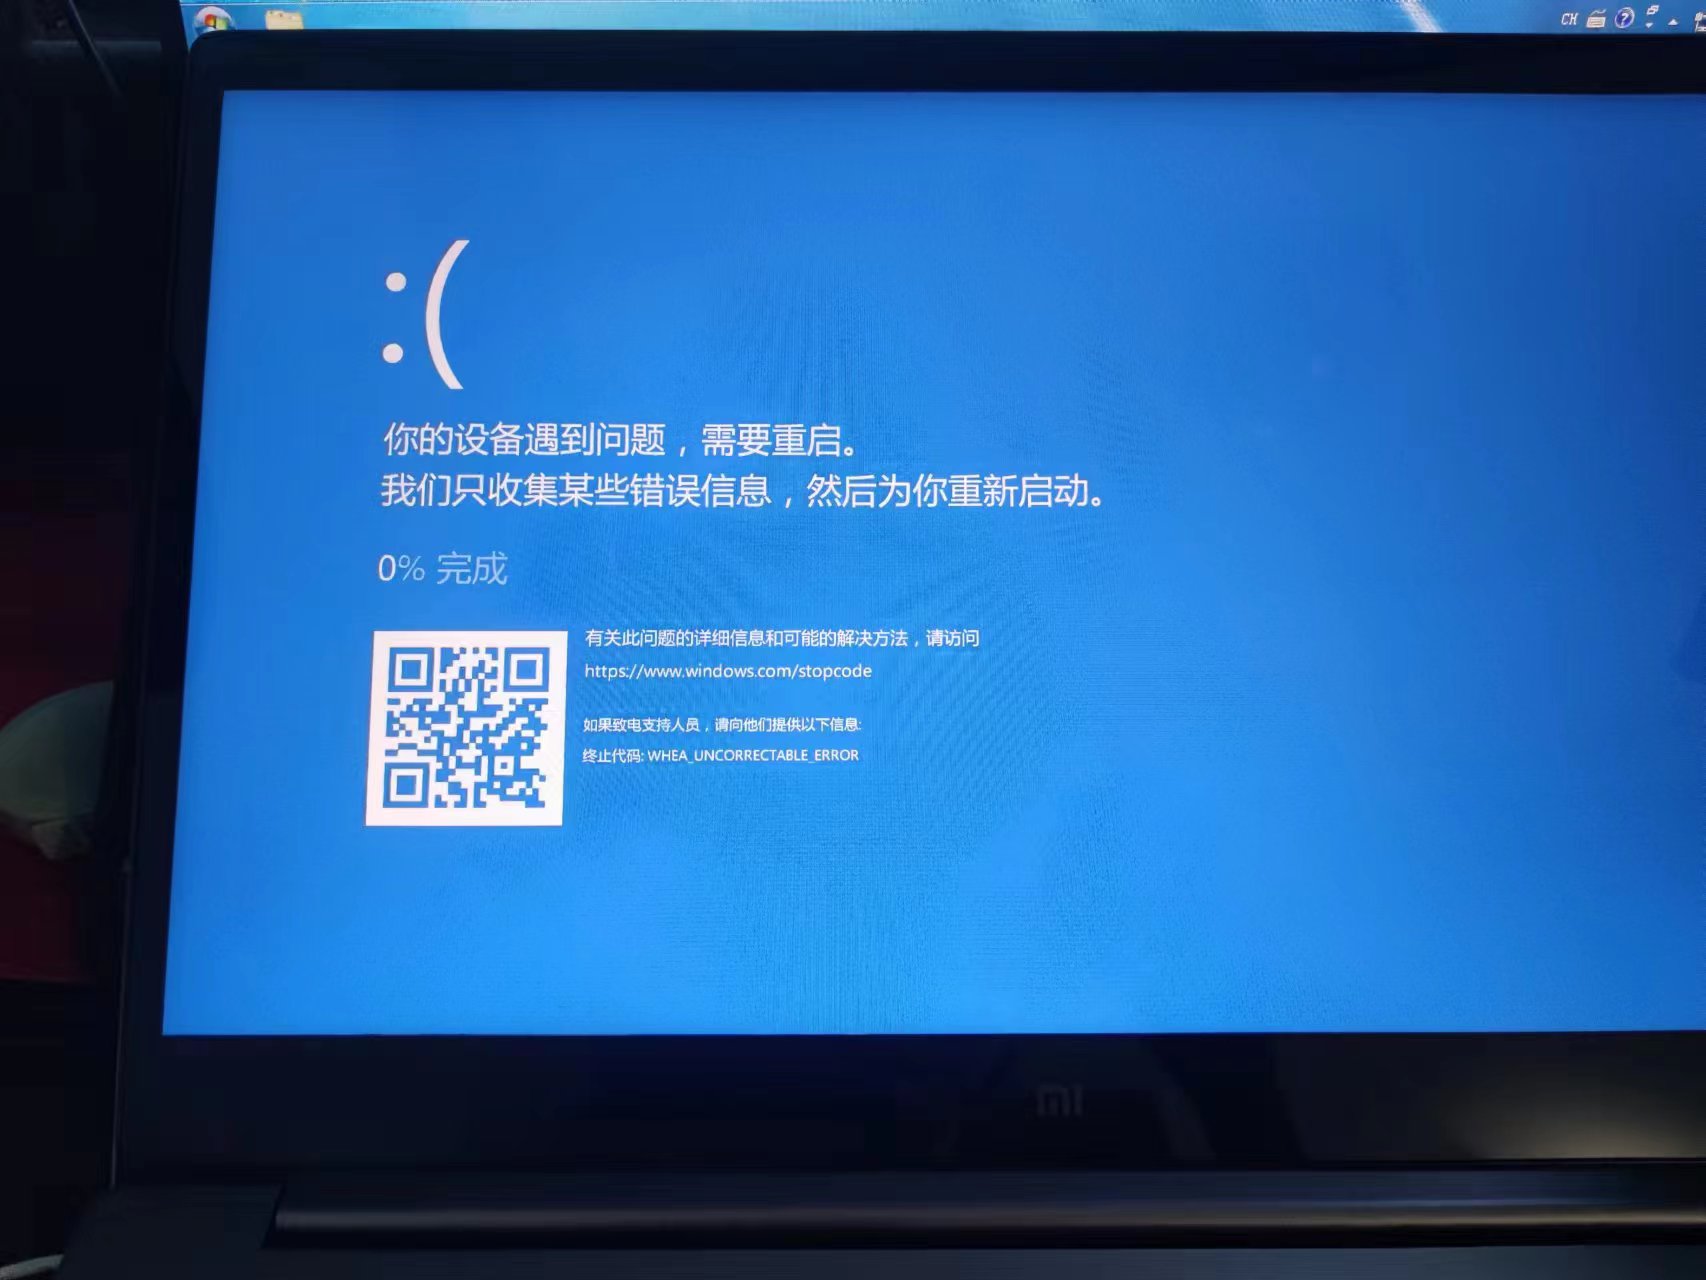 CH
:(
你的设备遇到问题，需要重启。
我们只收集某些错误信息，然后为你重新启动。
0% 完成
有关此问题的详细信息和可能的解决方法，请访问
https://www.windows.com/stopcode
如果致电支持人员，请向他们提供以下信息:
终止代码: WHEA_UNCORRECTABLE_ERROR
mi